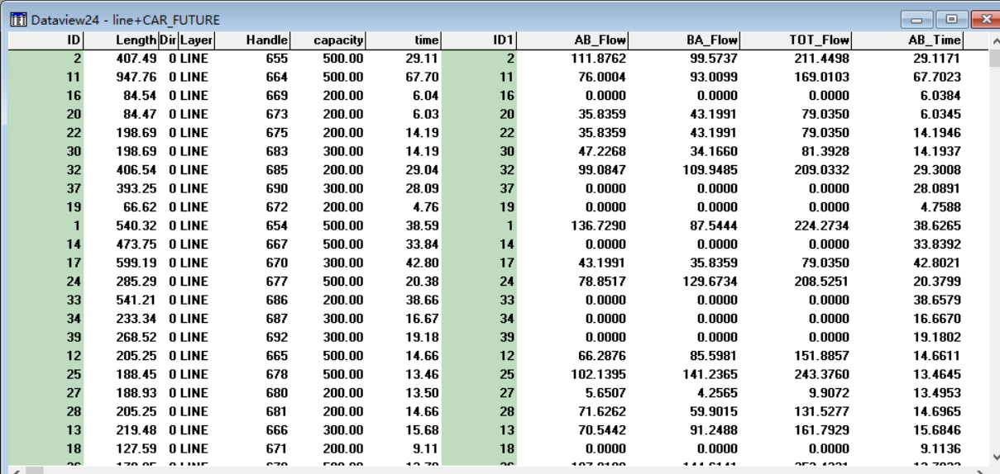 Dataview24 - line+CAR_FUTURE
ID Length Dir Layer Handle capacity time ID1 AB_Flow BA_Flow TOT_Flow AB_Time
2 407.49 0 LINE 655 500.00 29.11 2 111.8762 99.5737 211.4498 29.1171
11 947.76 0 LINE 664 500.00 67.70 11 76.0004 93.0099 169.0103 67.7023
16 84.54 0 LINE 669 200.00 6.04 16 0.0000 0.0000 0.0000 6.0384
20 84.47 0 LINE 673 200.00 6.03 20 35.8359 43.1991 79.0350 6.0345
22 198.69 0 LINE 675 200.00 14.19 22 35.8359 43.1991 79.0350 14.1946
30 198.69 0 LINE 683 300.00 14.19 30 47.2268 34.1660 81.3928 14.1937
32 406.54 0 LINE 685 200.00 29.04 32 99.0847 109.9485 209.0332 29.3008
37 393.25 0 LINE 690 300.00 28.09 37 0.0000 0.0000 0.0000 28.0891
19 66.62 0 LINE 672 200.00 4.76 19 0.0000 0.0000 0.0000 4.7588
1 540.32 0 LINE 654 500.00 38.59 1 136.7290 87.5444 224.2734 38.6265
14 473.75 0 LINE 667 500.00 33.84 14 0.0000 0.0000 0.0000 33.8392
17 599.19 0 LINE 670 300.00 42.80 17 43.1991 35.8359 79.0350 42.8021
24 285.29 0 LINE 677 500.00 20.38 24 78.8517 129.6734 208.5251 20.3799
33 541.21 0 LINE 686 200.00 38.66 33 0.0000 0.0000 0.0000 38.6579
34 233.34 0 LINE 687 300.00 16.67 34 0.0000 0.0000 0.0000 16.6670
39 268.52 0 LINE 692 300.00 19.18 39 0.0000 0.0000 0.0000 19.1802
12 205.25 0 LINE 665 500.00 14.66 12 66.2876 85.5981 151.8857 14.6611
25 188.45 0 LINE 678 500.00 13.46 25 102.1395 141.2365 243.3760 13.4645
27 188.93 0 LINE 680 200.00 13.50 27 5.6507 4.2565 9.9072 13.4953
28 205.25 0 LINE 681 200.00 14.66 28 71.6262 59.9015 131.5277 14.6965
13 219.48 0 LINE 666 300.00 15.68 13 70.5442 91.2488 161.7929 15.6846
18 127.59 0 LINE 671 200.00 9.11 18 0.0000 0.0000 0.0000 9.1136